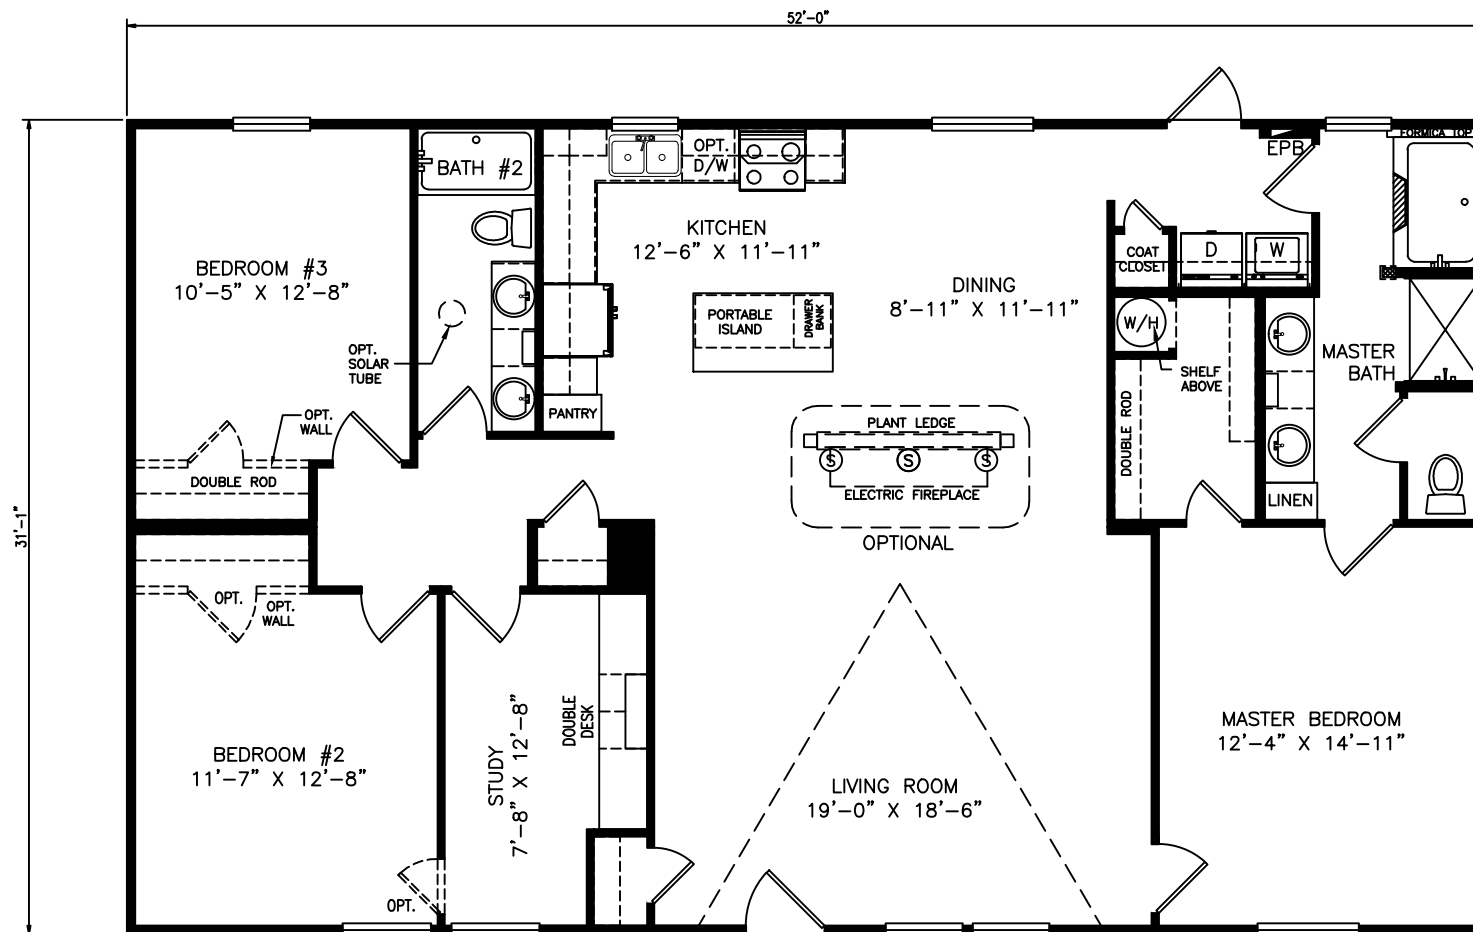 52'-0"
31'-1"
BATH #2
OPT.
D/W
EPB
FORMICA TOP
KITCHEN
12'-6" X 11'-11"
COAT
CLOSET
D
W
BEDROOM #3
10'-5" X 12'-8"
DINING
8'-11" X 11'-11"
PORTABLE
ISLAND
DRAWER
BANK
W/H
OPT.
SOLAR
TUBE
MASTER
BATH
SHELF
ABOVE
PANTRY
OPT.
WALL
DOUBLE ROD
PLANT LEDGE
S
S
S
ELECTRIC FIREPLACE
OPTIONAL
DOUBLE ROD
LINEN
OPT.
OPT.
WALL
BEDROOM #2
11'-7" X 12'-8"
STUDY
7'-8" X 12'-8"
DOUBLE
DESK
LIVING ROOM
19'-0" X 18'-6"
MASTER BEDROOM
12'-4" X 14'-11"
OPT.